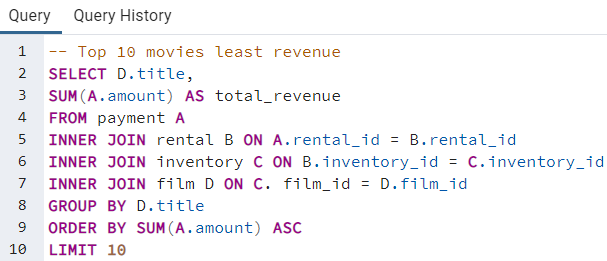 Query Query History
1 -- Top 10 movies least revenue
2 SELECT D.title,
3 SUM(A.amount) AS total_revenue
4 FROM payment A
5 INNER JOIN rental B ON A.rental_id = B.rental_id
6 INNER JOIN inventory C ON B.inventory_id = C.inventory_id
7 INNER JOIN film D ON C. film_id = D.film_id
8 GROUP BY D.title
9 ORDER BY SUM(A.amount) ASC
10 LIMIT 10